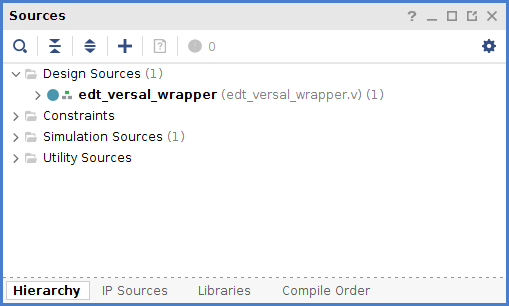 Sources
0
Design Sources (1)
edt_versal_wrapper (edt_versal_wrapper.v) (1)
Constraints
Simulation Sources (1)
Utility Sources
Hierarchy IP Sources Libraries Compile Order